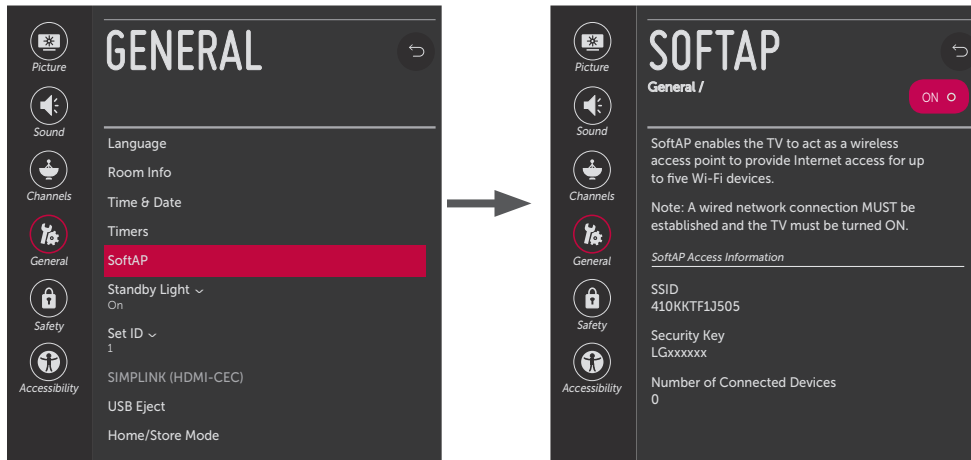 GENERAL
Picture
Sound
Channels
General
Safety
Accessibility
Language
Room Info
Time & Date
Timers
SoftAP
Standby Light
On
Set ID
1
SIMPLINK (HDMI-CEC)
USB Eject
Home/Store Mode
SOFTAP
General /
ON
Picture
Sound
Channels
General
Safety
Accessibility
SoftAP enables the TV to act as a wireless
access point to provide Internet access for up
to five Wi-Fi devices.
Note: A wired network connection MUST be
established and the TV must be turned ON.
SoftAP Access Information
SSID
410KKTF1J505
Security Key
LGxxxxxx
Number of Connected Devices
0